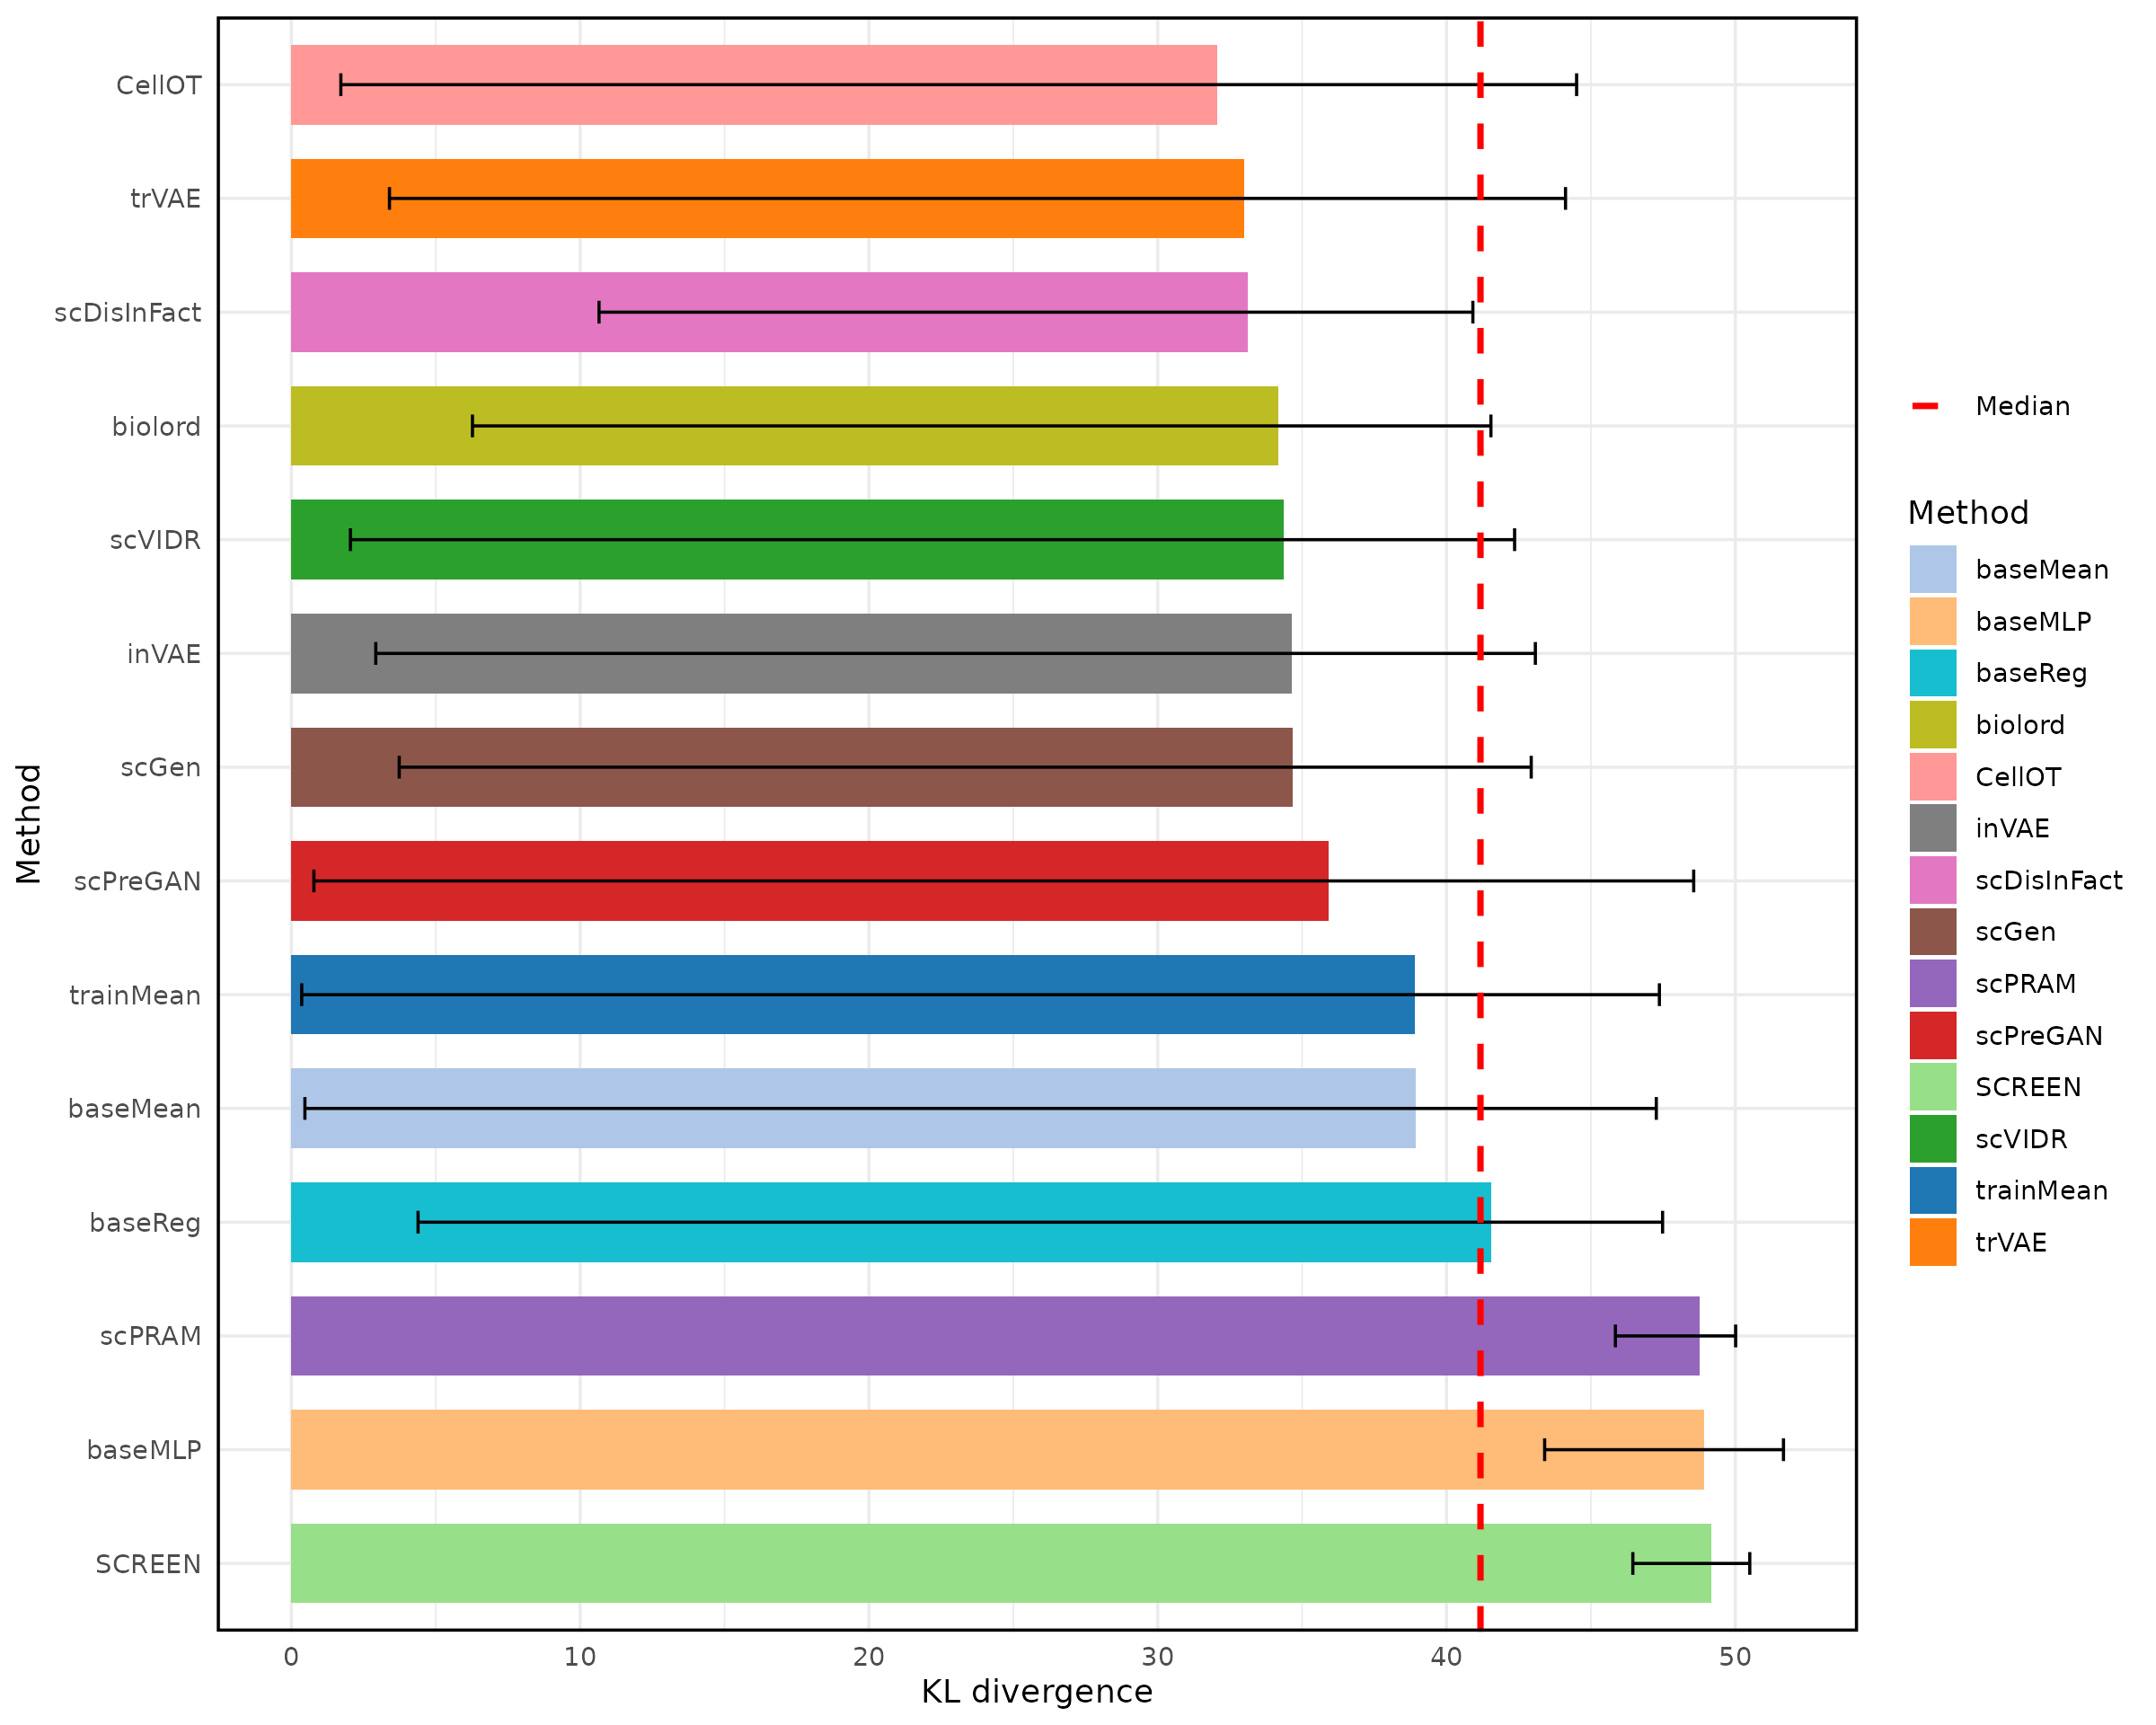 Method
CellOT
trVAE
scDisInFact
biolord
scVIDR
inVAE
scGen
scPreGAN
trainMean
baseMean
baseReg
scPRAM
baseMLP
SCREEN
0 10 20 30 40 50
KL divergence
Median
Method
baseMean
baseMLP
baseReg
biolord
CellOT
inVAE
scDisInFact
scGen
scPRAM
scPreGAN
SCREEN
scVIDR
trainMean
trVAE